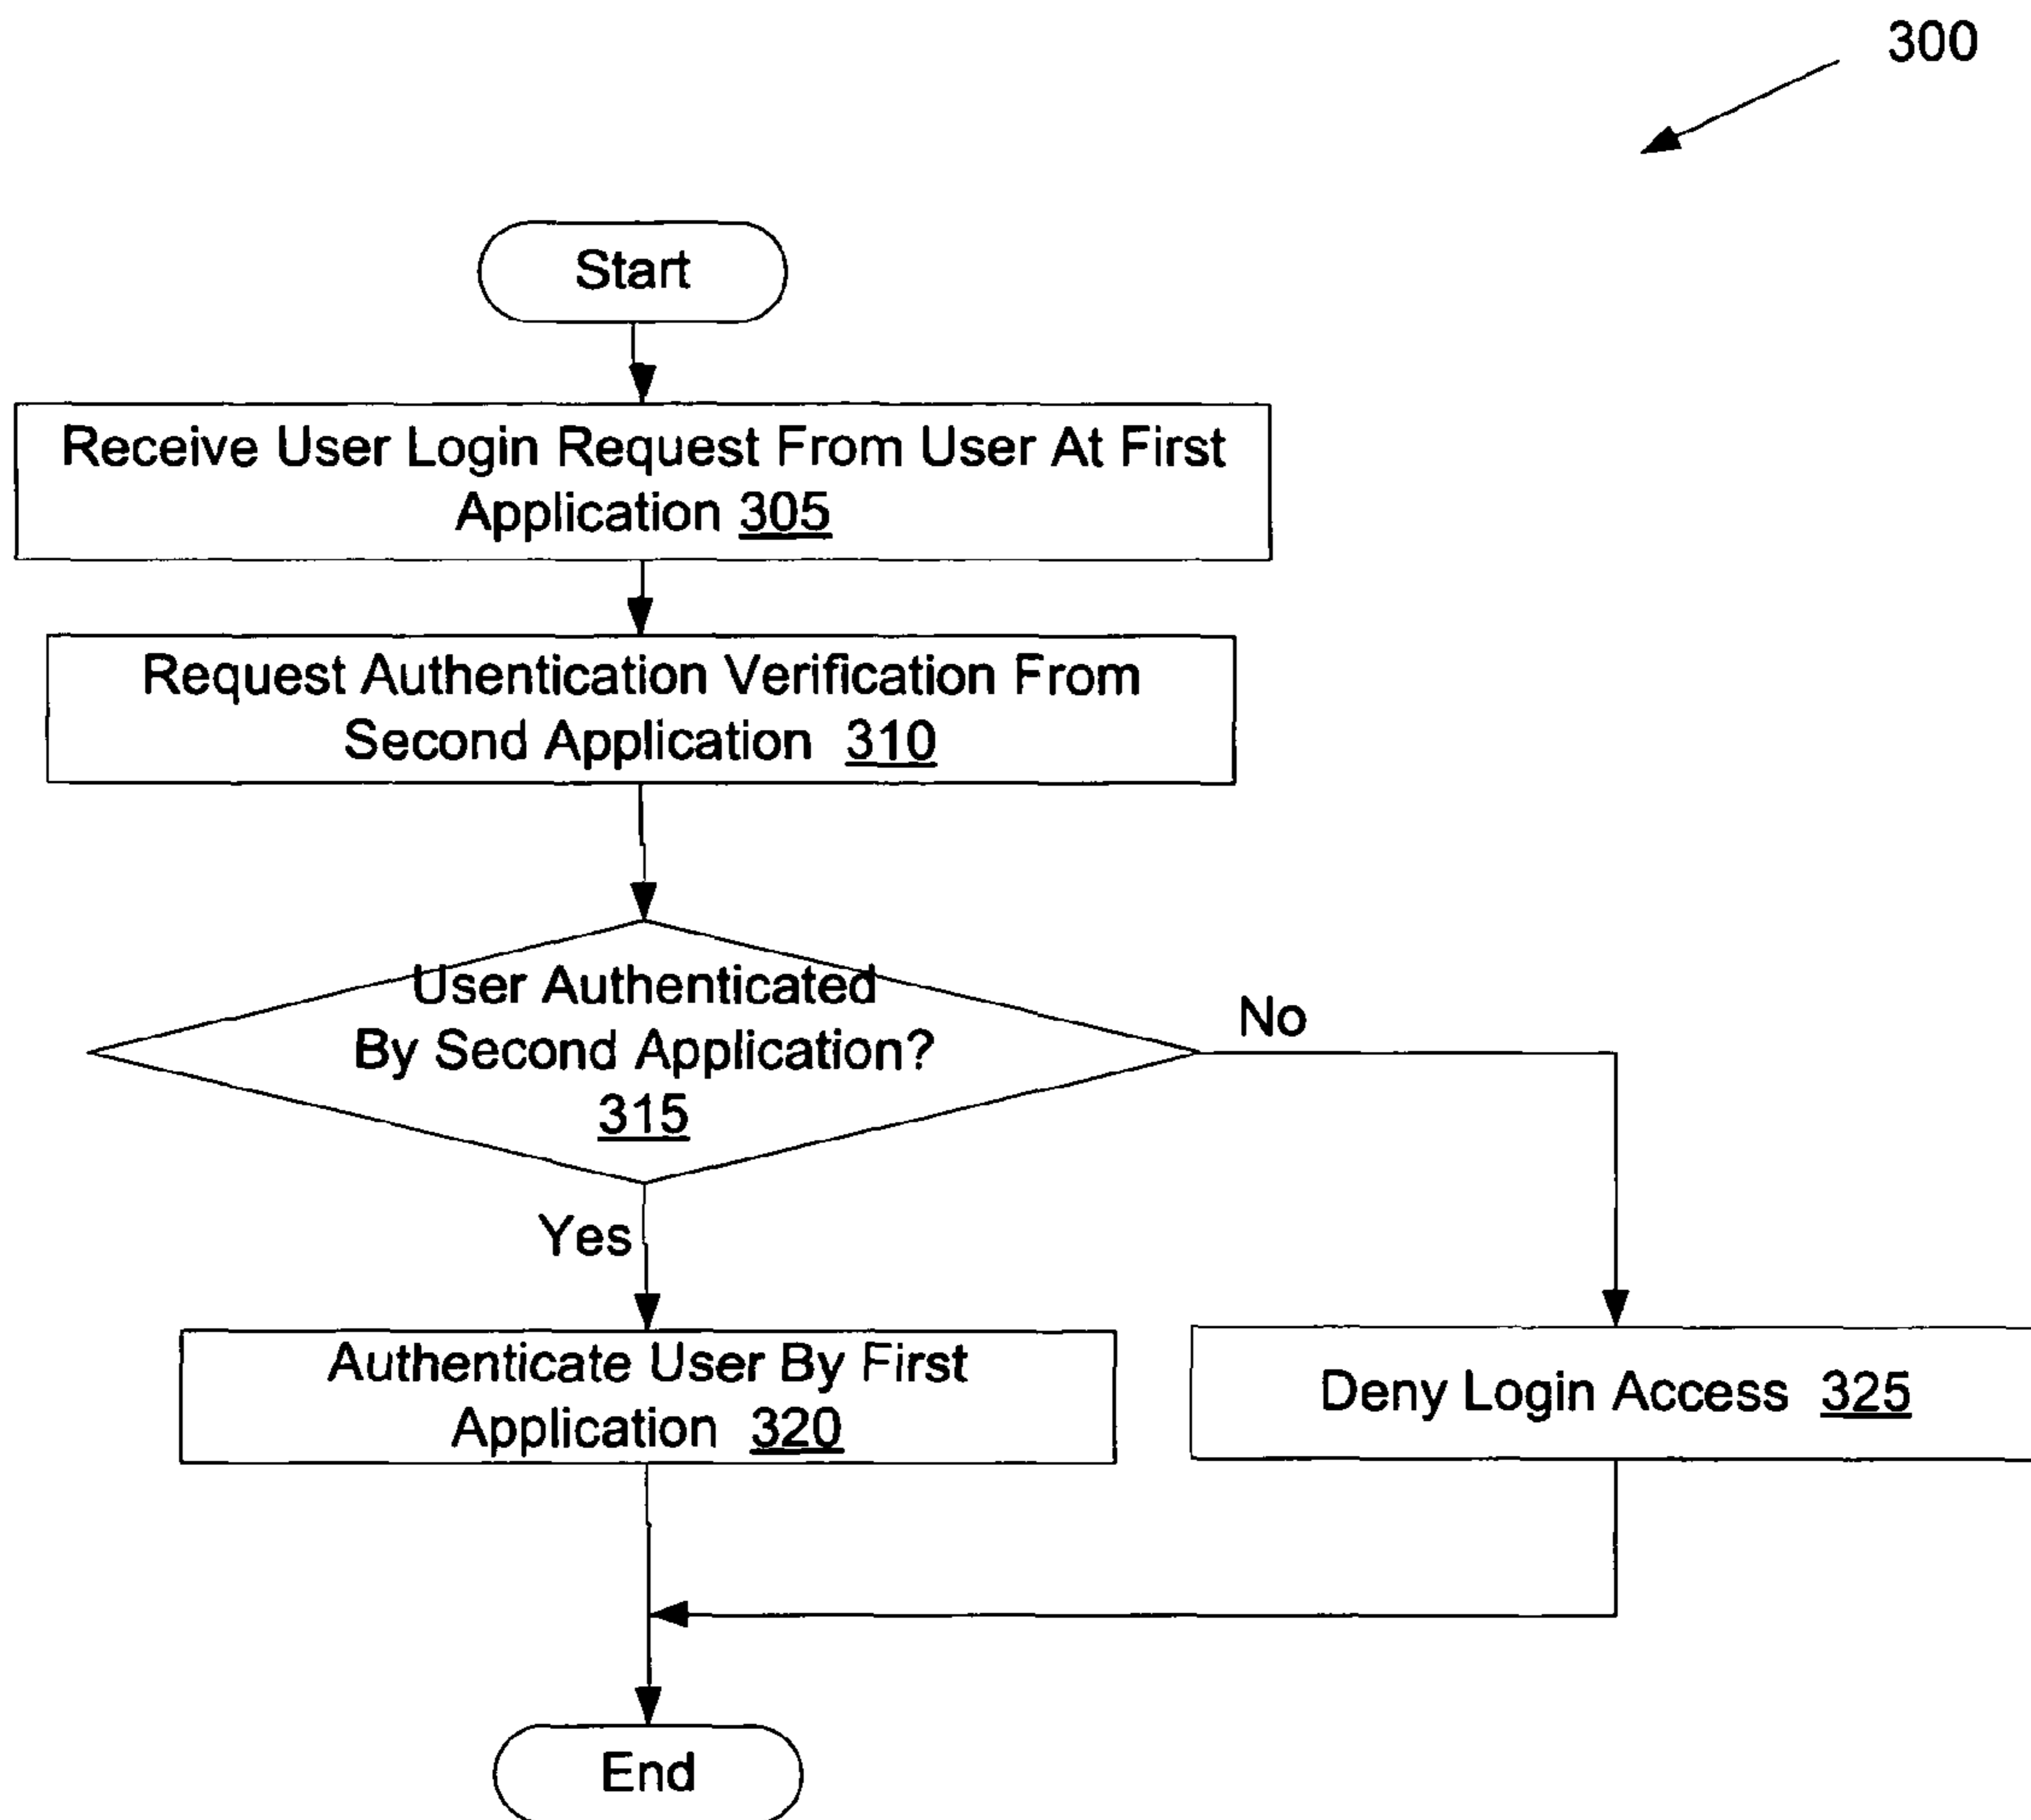 300
Start
Receive User Login Request From User At First
Application 305
Request Authentication Verification From
Second Application 310
User Authenticated
By Second Application?
315
No
Yes
Authenticate User By First
Application 320
Deny Login Access 325
End